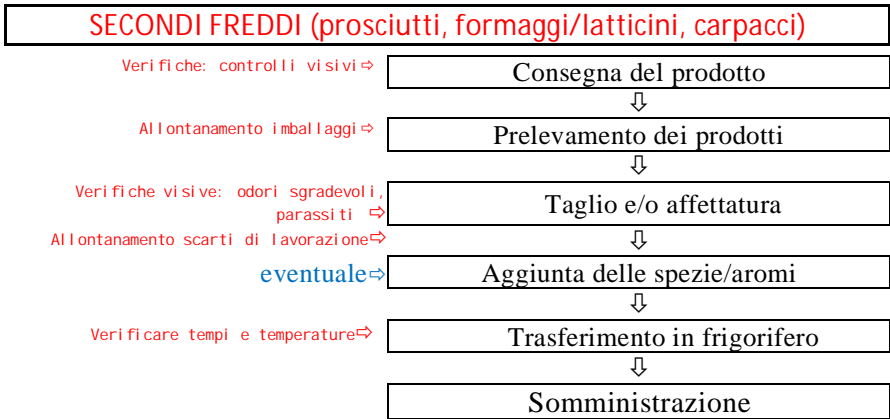 SECONDI FREDDI (prosciutti, formaggi/latticini, carpacci)
Verifiche: controlli visivi⇨
Consegna del prodotto
⇩
Allontanamento imballaggi⇨
Prelevamento dei prodotti
⇩
Verifiche visive: odori sgradevoli,
parassiti ⇨
Taglio e/o affettatura
Allontanamento scarti di lavorazione⇨
⇩
eventuale⇨
Aggiunta delle spezie/aromi
⇩
Verificare tempi e temperature⇨
Trasferimento in frigorifero
⇩
Somministrazione